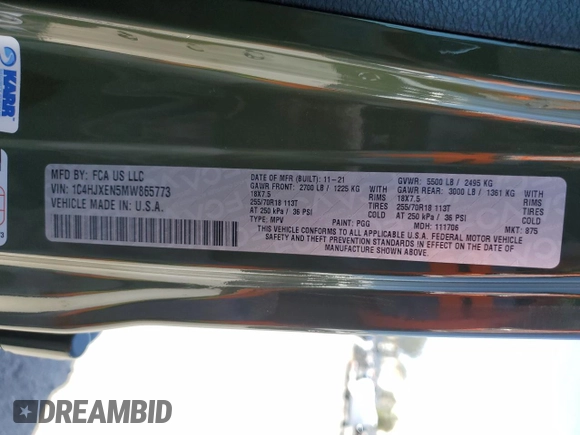 KARR
MFD BY: FCA US LLC
VIN: 1C4HJXEN5MW865773
VEHICLE MADE IN: U.S.A.
DATE OF MFR (BUILT): 11-21
GAWR FRONT: 2700 LB / 1225 KG
18X7.5
255/70R18 113T
AT 250 kPa / 36 PSI
TYPE: MPV
RIMS
TIRES
COLD
PAINT: PGG
GVWR: 5500 LB / 2495 KG
GAWR REAR: 3000 LB / 1361 KG
18X7.5
255/70R18 113T
AT 250 kPa / 36 PSI
MDH: 111706
RIMS
TIRES
COLD
MKT: 875
THIS VEHICLE CONFORMS TO ALL APPLICABLE U.S.A. FEDERAL MOTOR VEHICLE
SAFETY AND THEFT PREVENTION STANDARDS IN EFFECT ON THE DATE OF
MANUFACTURE SHOWN ABOVE.
DREAMBID